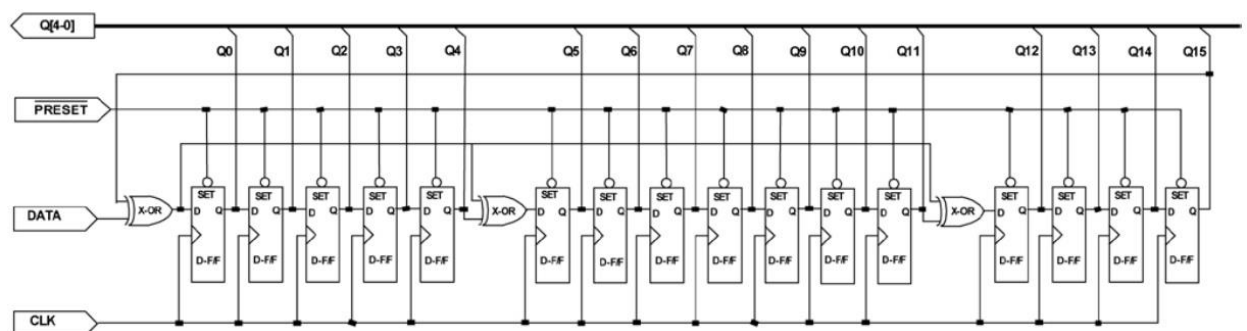 Q[4-0]
Q0 Q1 Q2 Q3 Q4 Q5 Q6 Q7 Q8 Q9 Q10 Q11 Q12 Q13 Q14 Q15
PRESET
SET SET SET SET SET SET SET SET SET SET SET SET SET SET SET SET
DATA X-OR D Q D Q D Q D Q D Q X-OR D Q D Q D Q D Q D Q D Q D Q X-OR D Q D Q D Q D Q
D-F/F D-F/F D-F/F D-F/F D-F/F D-F/F D-F/F D-F/F D-F/F D-F/F D-F/F D-F/F D-F/F D-F/F D-F/F D-F/F
CLK